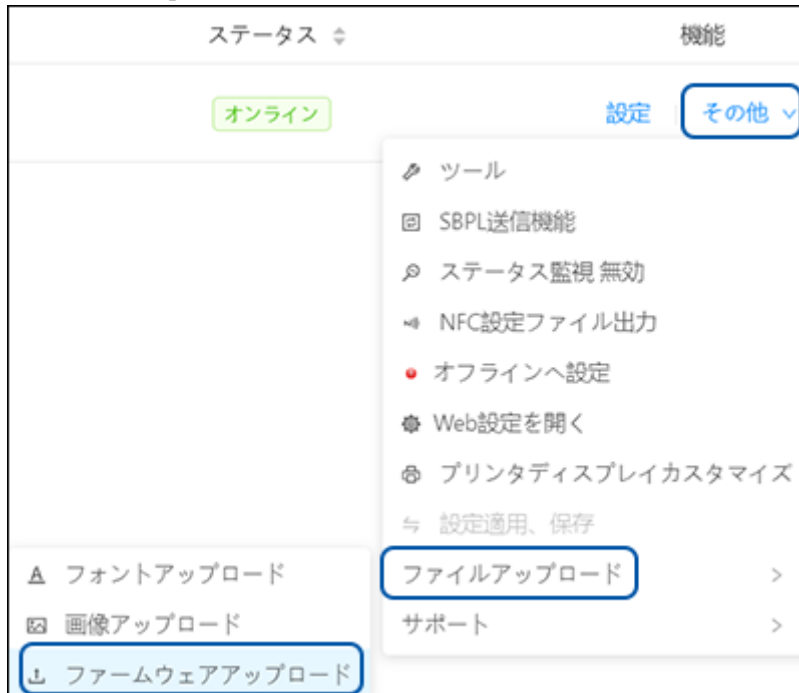 ステータス 機能
オンライン 設定 その他
ツール
SBPL送信機能
ステータス監視 無効
NFC設定ファイル出力
オフラインへ設定
Web設定を開く
プリンタディスプレイカスタマイズ
設定適用、保存
ファイルアップロード
サポート
フォントアップロード
画像アップロード
ファームウェアアップロード